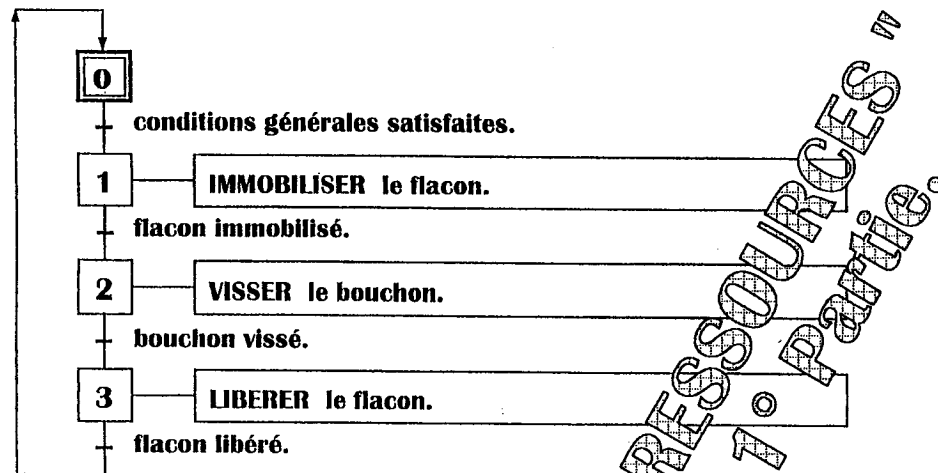 0
conditions générales satisfaites.
1
IMMOBILISER le flacon.
flacon immobilisé.
2
VISSER le bouchon.
bouchon vissé.
3
LIBERER le flacon.
flacon libéré.
RESSOURCES "
1° Partie.